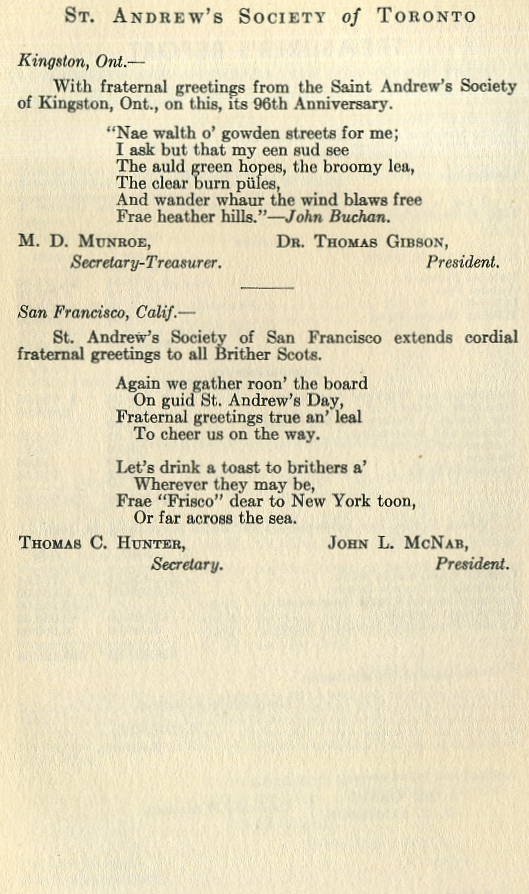 ST. ANDREW'S SOCIETY of TORONTO
Kingston, Ont.—
With fraternal greetings from the Saint Andrew's Society
of Kingston, Ont., on this, its 96th Anniversary.
"Nae walth o' gowden streets for me;
I ask but that my een sud see
The auld green hopes, the broomy lea,
The clear burn püles,
And wander whaur the wind blaws free
Frae heather hills."—John Buchan.
M. D. MUNROE, DR. THOMAS GIBSON,
Secretary-Treasurer. President.
San Francisco, Calif.—
St. Andrew's Society of San Francisco extends cordial
fraternal greetings to all Brither Scots.
Again we gather roon' the board
On guid St. Andrew's Day,
Fraternal greetings true an' leal
To cheer us on the way.
Let's drink a toast to brithers a'
Wherever they may be,
Frae "Frisco" dear to New York toon,
Or far across the sea.
THOMAS C. HUNTER, JOHN L. MCNAB,
Secretary. President.